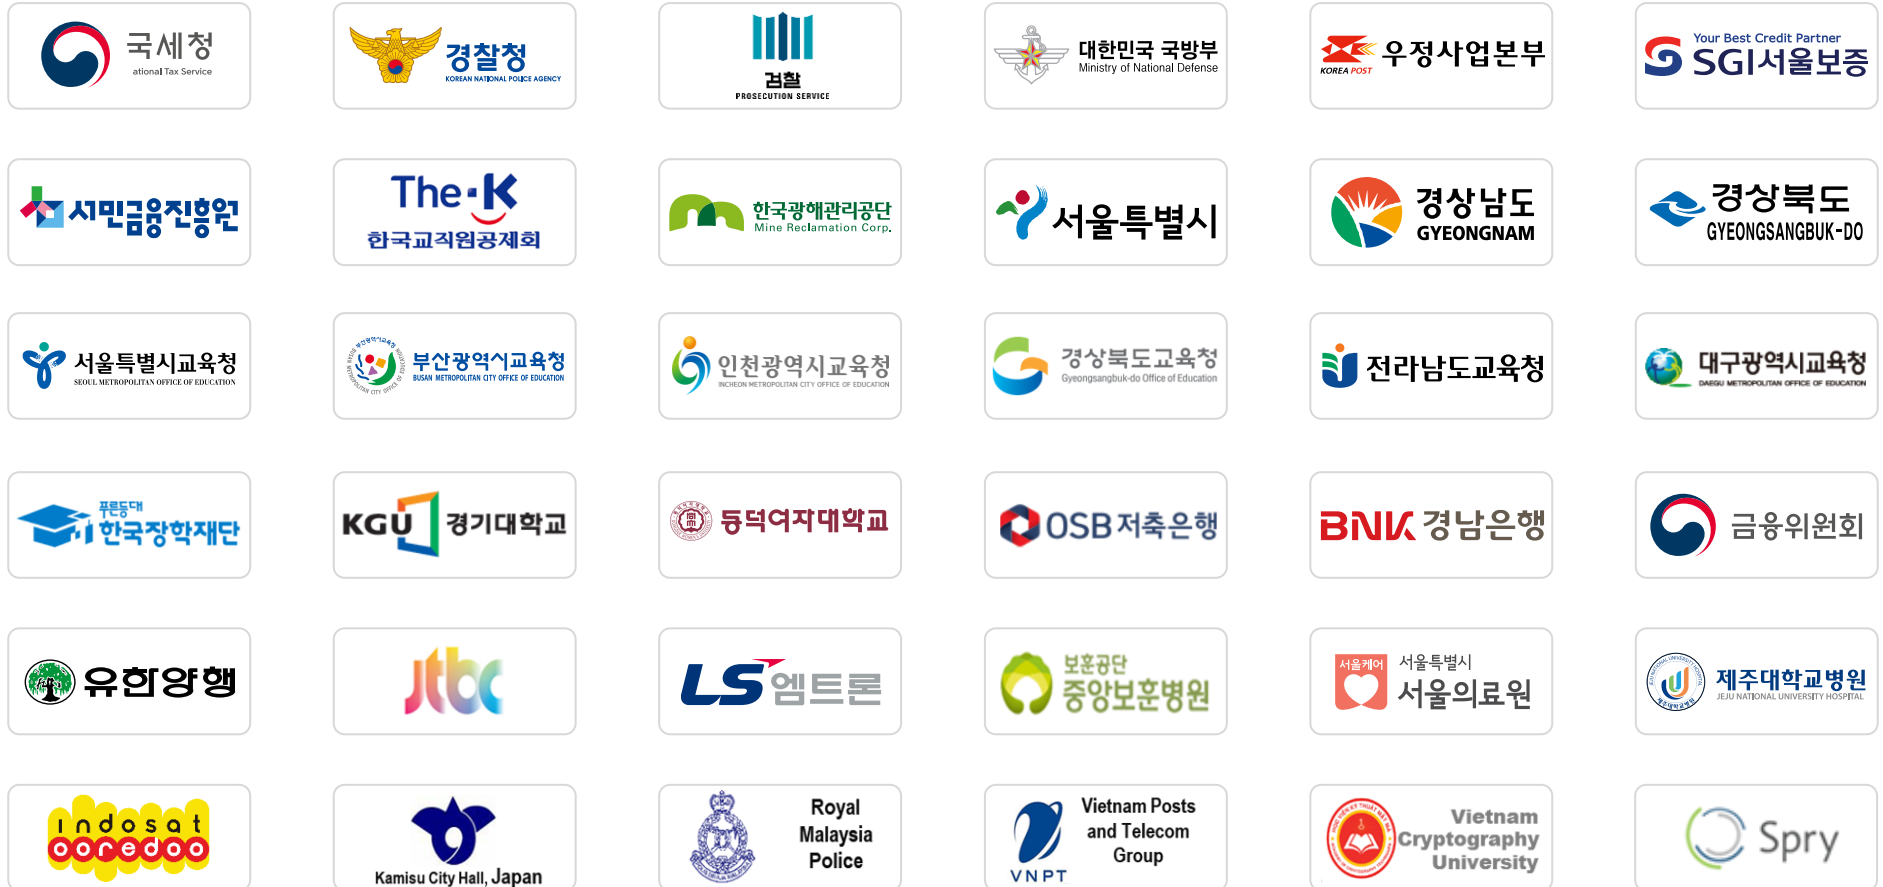 국세청
ational Tax Service
경찰청
KOREAN NATIONAL POLICE AGENCY
검찰
PROSECUTION SERVICE
대한민국 국방부
Ministry of National Defense
KOREA POST
우정사업본부
Your Best Credit Partner
SGI서울보증
서민금융진흥원
The-K
한국교직원공제회
한국광해관리공단
Mine Reclamation Corp.
서울특별시
경상남도
GYEONGNAM
경상북도
GYEONGSANGBUK-DO
서울특별시교육청
SEOUL METROPOLITAN OFFICE OF EDUCATION
부산광역시교육청
BUSAN METROPOLITAN CITY OFFICE OF EDUCATION
인천광역시교육청
INCHEON METROPOLITAN CITY OFFICE OF EDUCATION
경상북도교육청
Gyeongsangbuk-do Office of Education
전라남도교육청
대구광역시교육청
DAEGU METROPOLITAN OFFICE OF EDUCATION
푸른등대
한국장학재단
KGU 경기대학교
동덕여자대학교
OSB 저축은행
BNK 경남은행
금융위원회
유한양행
jtbc
LS 엠트론
보훈공단
중앙보훈병원
서울케어
서울특별시
서울의료원
제주대학교병원
JEJU NATIONAL UNIVERSITY HOSPITAL
indosat
ooredoo
Kamisu City Hall, Japan
Royal
Malaysia
Police
VNPT
Vietnam Posts
and Telecom
Group
Vietnam
Cryptography
University
Spry